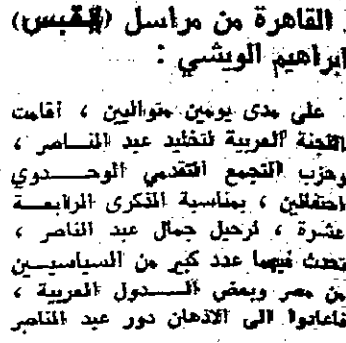 القاهرة من مراسل (القبس)
ابراهيم الويشي :
على مدى يومين متواليين ، أقامت
اللجنة العربية لتخليد عبد الناصر ،
وحزب التجمع التقدمي الوحدوي
احتفالين ، بمناسبة الذكرى الرابعة
عشرة ، لرحيل جمال عبد الناصر ،
تحدث فيهما عدد كبير من السياسيين
من مصر وبعض الدول العربية ،
فأعادوا الى الاذهان دور عبد الناصر